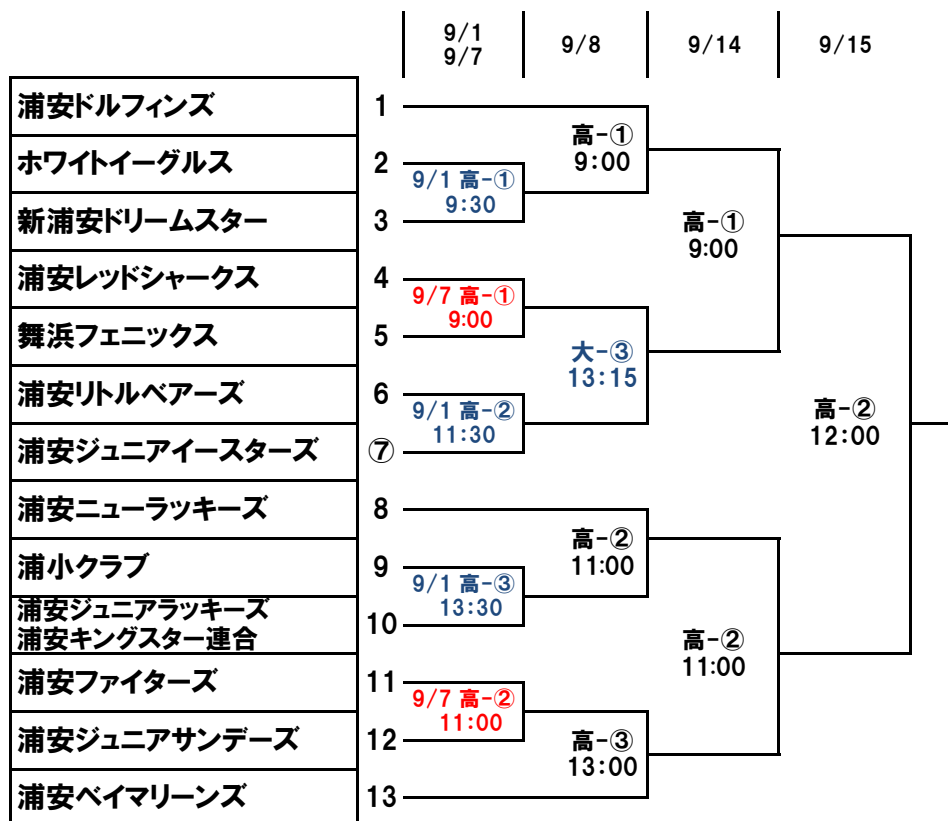 9/1
9/7
9/8
9/14
9/15
浦安ドルフィンズ 1
ホワイトイーグルス 2
新浦安ドリームスター 3
浦安レッドシャークス 4
舞浜フェニックス 5
浦安リトルベアーズ 6
浦安ジュニアイースターズ ⑦
浦安ニューラッキーズ 8
浦小クラブ 9
浦安ジュニアラッキーズ
浦安キングスター連合 10
浦安ファイターズ 11
浦安ジュニアサンデーズ 12
浦安ベイマリーンズ 13
9/1 高-①
9:30
9/7 高-①
9:00
9/1 高-②
11:30
9/1 高-③
13:30
9/7 高-②
11:00
高-①
9:00
大-③
13:15
高-②
11:00
高-③
13:00
高-①
9:00
高-②
11:00
高-②
12:00